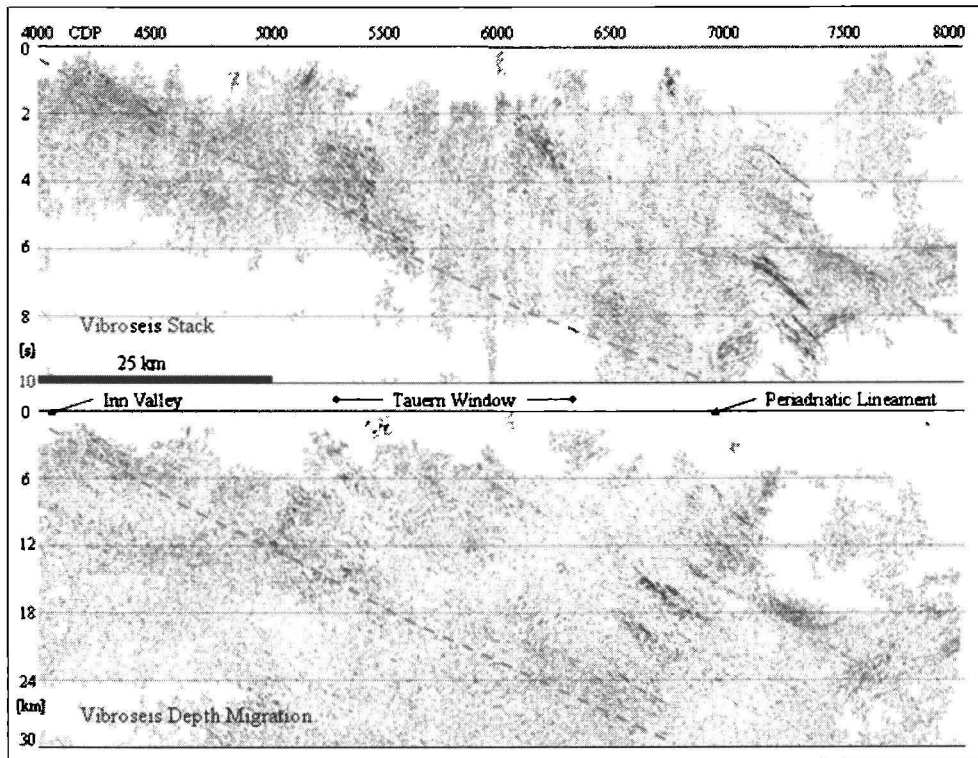 4000 CDP 4500 5000 5500 6000 6500 7000 7500 8000
0
2
4
6
8
[s]
10
Vibroseis Stack
25 km
Inn Valley
Tauern Window
Periadriatic Lineament
0
6
12
18
24
[km]
30
Vibroseis Depth Migration